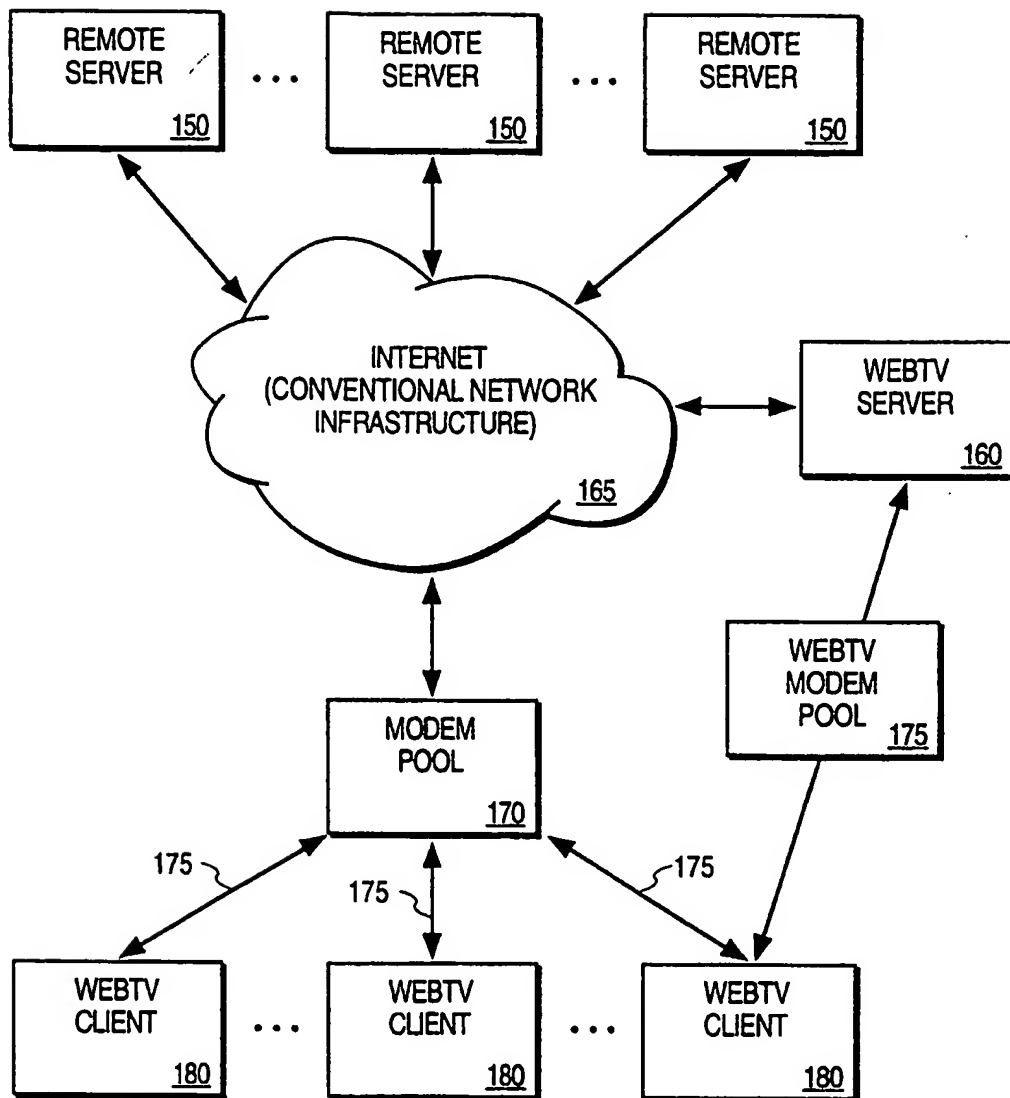 REMOTE
SERVER
150
...
REMOTE
SERVER
150
...
REMOTE
SERVER
150
INTERNET
(CONVENTIONAL NETWORK
INFRASTRUCTURE)
165
WEBTV
SERVER
160
WEBTV
MODEM
POOL
175
MODEM
POOL
170
175
175
175
WEBTV
CLIENT
180
...
WEBTV
CLIENT
180
...
WEBTV
CLIENT
180